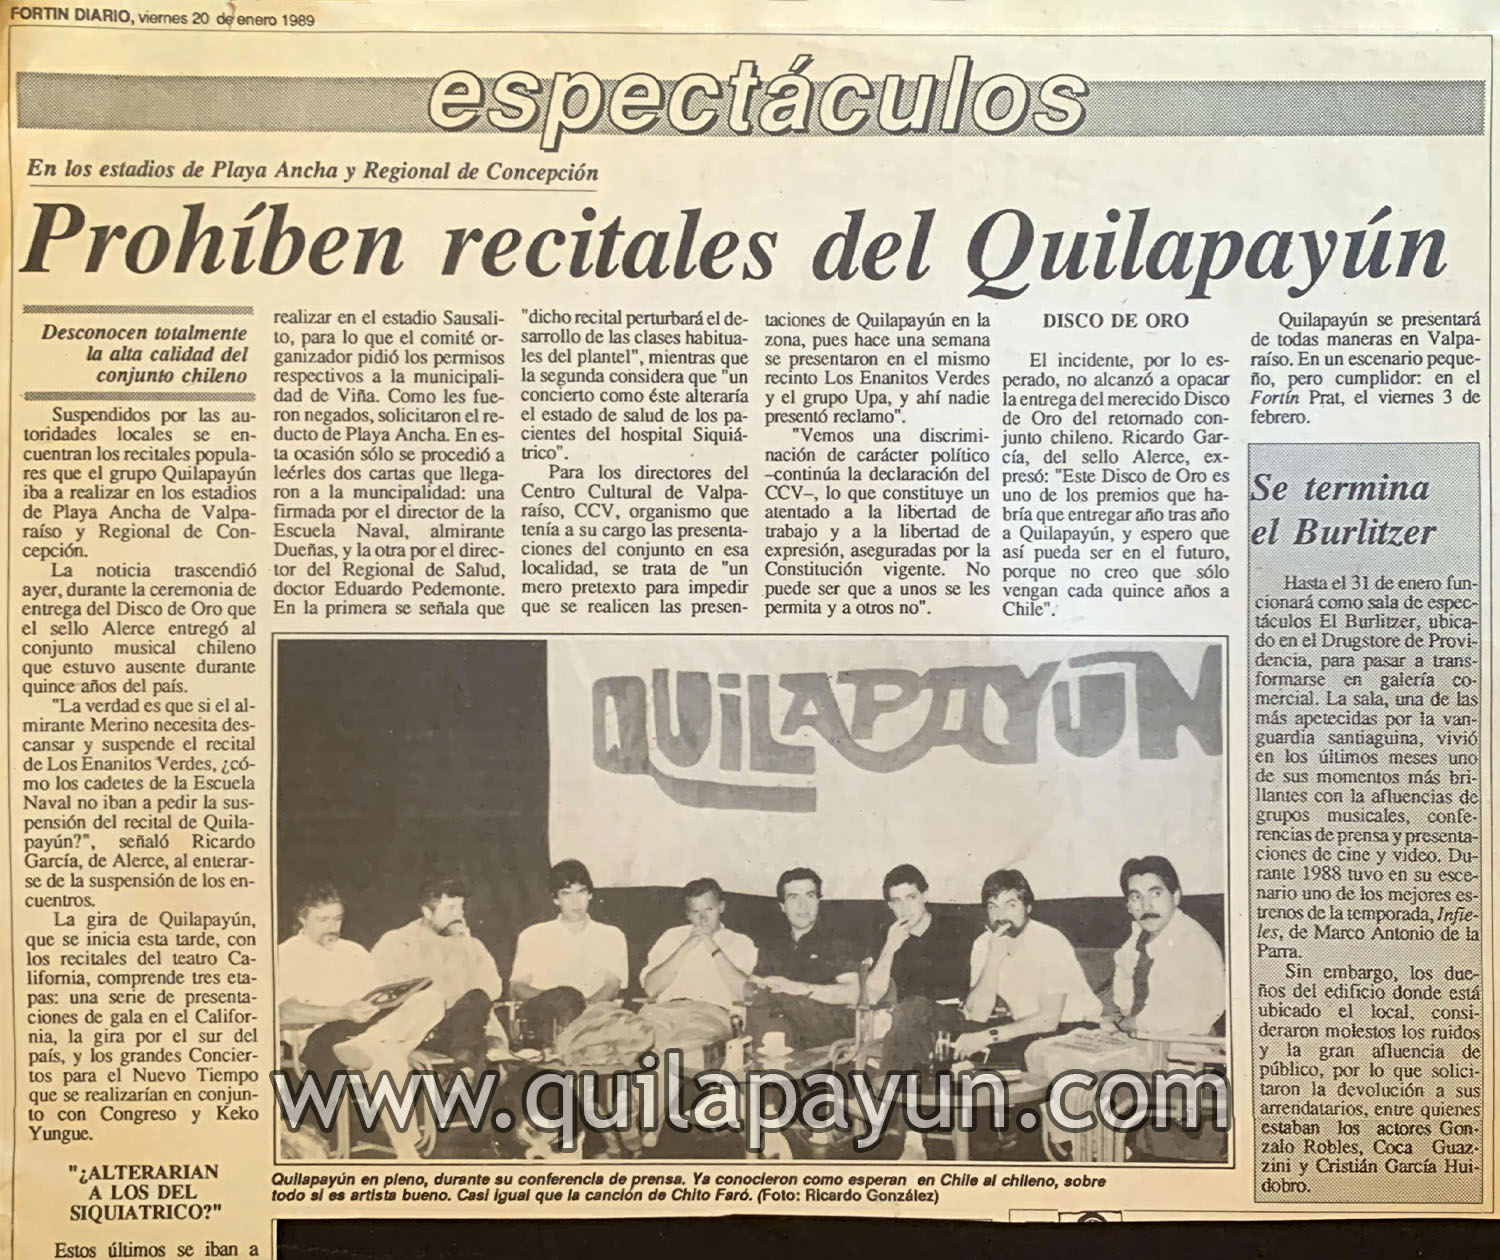 FORTIN DIARIO, viernes 20 de enero 1989
espectáculos
En los estadios de Playa Ancha y Regional de Concepción
Prohíben recitales del Quilapayún
Desconocen totalmente
la alta calidad del
conjunto chileno
Suspendidos por las au-
toridades locales se en-
cuentran los recitales popula-
res que el grupo Quilapayún
iba a realizar en los estadios
de Playa Ancha de Valpa-
raíso y Regional de Con-
cepción.
La noticia trascendió
ayer, durante la ceremonia de
entrega del Disco de Oro que
el sello Alerce entregó al
conjunto musical chileno
que estuvo ausente durante
quince años del país.
"La verdad es que si el al-
mirante Merino necesita des-
cansar y suspende el recital
de Los Enanitos Verdes, ¿có-
mo los cadetes de la Escuela
Naval no iban a pedir la sus-
pensión del recital de Quila-
payún?", señaló Ricardo
García, de Alerce, al enterar-
se de la suspensión de los en-
cuentros.
La gira de Quilapayún,
que se inicia esta tarde, con
los recitales del teatro Ca-
lifornia, comprende tres eta-
pas: una serie de presenta-
ciones de gala en el Califor-
nia, la gira por el sur del
país, y los grandes Concier-
tos para el Nuevo Tiempo
que se realizarían en conjun-
to con Congreso y Keko
Yungue.
"¿ALTERARIAN
A LOS DEL
SIQUIATRICO?"
Estos últimos se iban a
realizar en el estadio Sausali-
to, para lo que el comité or-
ganizador pidió los permisos
respectivos a la municipali-
dad de Viña. Como les fue-
ron negados, solicitaron el re-
ducto de Playa Ancha. En es-
ta ocasión sólo se procedió a
leérles dos cartas que llega-
ron a la muncipalidad: una
firmada por el director de la
Escuela Naval, almirante
Dueñas, y la otra por el direc-
tor del Regional de Salud,
doctor Eduardo Pedemonte.
En la primera se señala que
"dicho recital perturbará el de-
sarrollo de las clases habitua-
les del plantel", mientras que
la segunda considera que "un
concierto como éste alteraría
el estado de salud de los pa-
cientes del hospital Siquiá-
trico".
Para los directores del
Centro Cultural de Valpa-
raíso, CCV, organismo que
tenía a su cargo las presenta-
ciones del conjunto en esa
localidad, se trata de "un
mero pretexto para impedir
que se realicen las presen-
taciones de Quilapayún en la
zona, pues hace una semana
se presentaron en el mismo
recinto Los Enanitos Verdes
y el grupo Upa, y ahí nadie
presentó reclamo".
"Vemos una discrimi-
nación de carácter político
–continúa la declaración del
CCV–, lo que constituye un
atentado a la libertad de
trabajo y a la libertad de
expresión, aseguradas por la
Constitución vigente. No
puede ser que a unos se les
permita y a otros no".
DISCO DE ORO
El incidente, por lo es-
perado, no alcanzó a opacar
la entrega del merecido Disco
de Oro del retornado con-
junto chileno. Ricardo Gar-
cía, del sello Alerce, ex-
presó: "Este Disco de Oro es
uno de los premios que ha-
bría que entregar año tras año
a Quilapayún, y espero que
así pueda ser en el futuro,
porque no creo que sólo
vengan cada quince años a
Chile".
Quilapayún se presentará
de todas maneras en Valpa-
raíso. En un escenario peque-
ño, pero cumplidor: en el
Fortín Prat, el viernes 3 de
febrero.
Se termina
el Burlitzer
Hasta el 31 de enero fun-
cionará como sala de espec-
táculos El Burlitzer, ubica-
do en el Drugstore de Provi-
dencia, para pasar a trans-
formarse en galería co-
mercial. La sala, una de las
más apetecidas por la van-
guardia santiaguina, vivió
en los últimos meses uno
de sus momentos más bri-
llantes con la afluencias de
grupos musicales, confe-
rencias de prensa y presenta-
ciones de cine y video. Du-
rante 1988 tuvo en su esce-
nario uno de los mejores es-
trenos de la temporada, Infie-
les, de Marco Antonio de la
Parra.
Sin embargo, los due-
ños del edificio donde está
ubicado el local, consi-
deraron molestos los ruidos
y la gran afluencia de
público, por lo que solici-
taron la devolución a sus
arrendatarios, entre quienes
estaban los actores Gon-
zalo Robles, Coca Guaz-
zini y Cristián García Hui-
dobro.
QUILAPAYÚN
www.quilapayun.com
Quilapayún en pleno, durante su conferencia de prensa. Ya conocieron como esperan en Chile al chileno, sobre
todo si es artista bueno. Casi igual que la canción de Chito Faró. (Foto: Ricardo González)